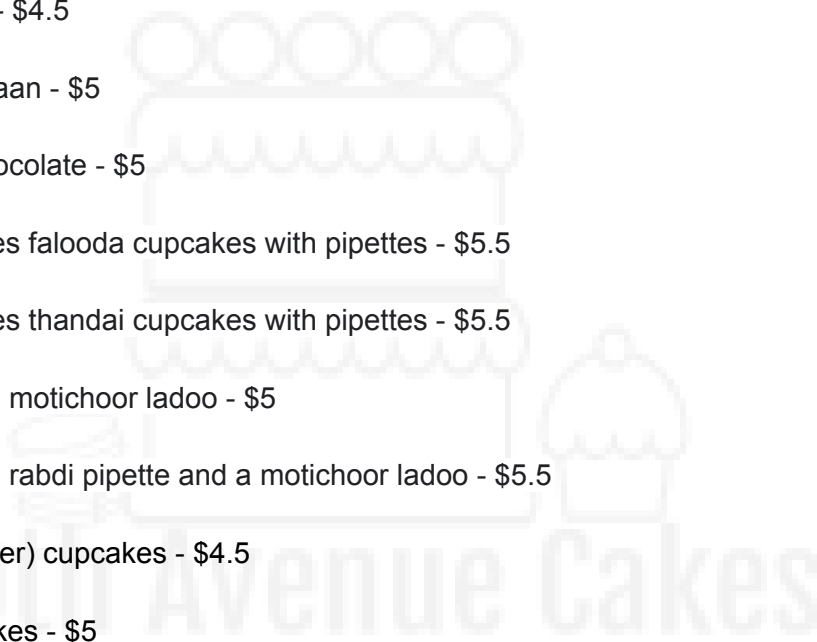 - $4.5
aan - $5
ocolate - $5
es falooda cupcakes with pipettes - $5.5
es thandai cupcakes with pipettes - $5.5
motichoor ladoo - $5
rabdi pipette and a motichoor ladoo - $5.5
er) cupcakes - $4.5
kes - $5
Avenue Cakes